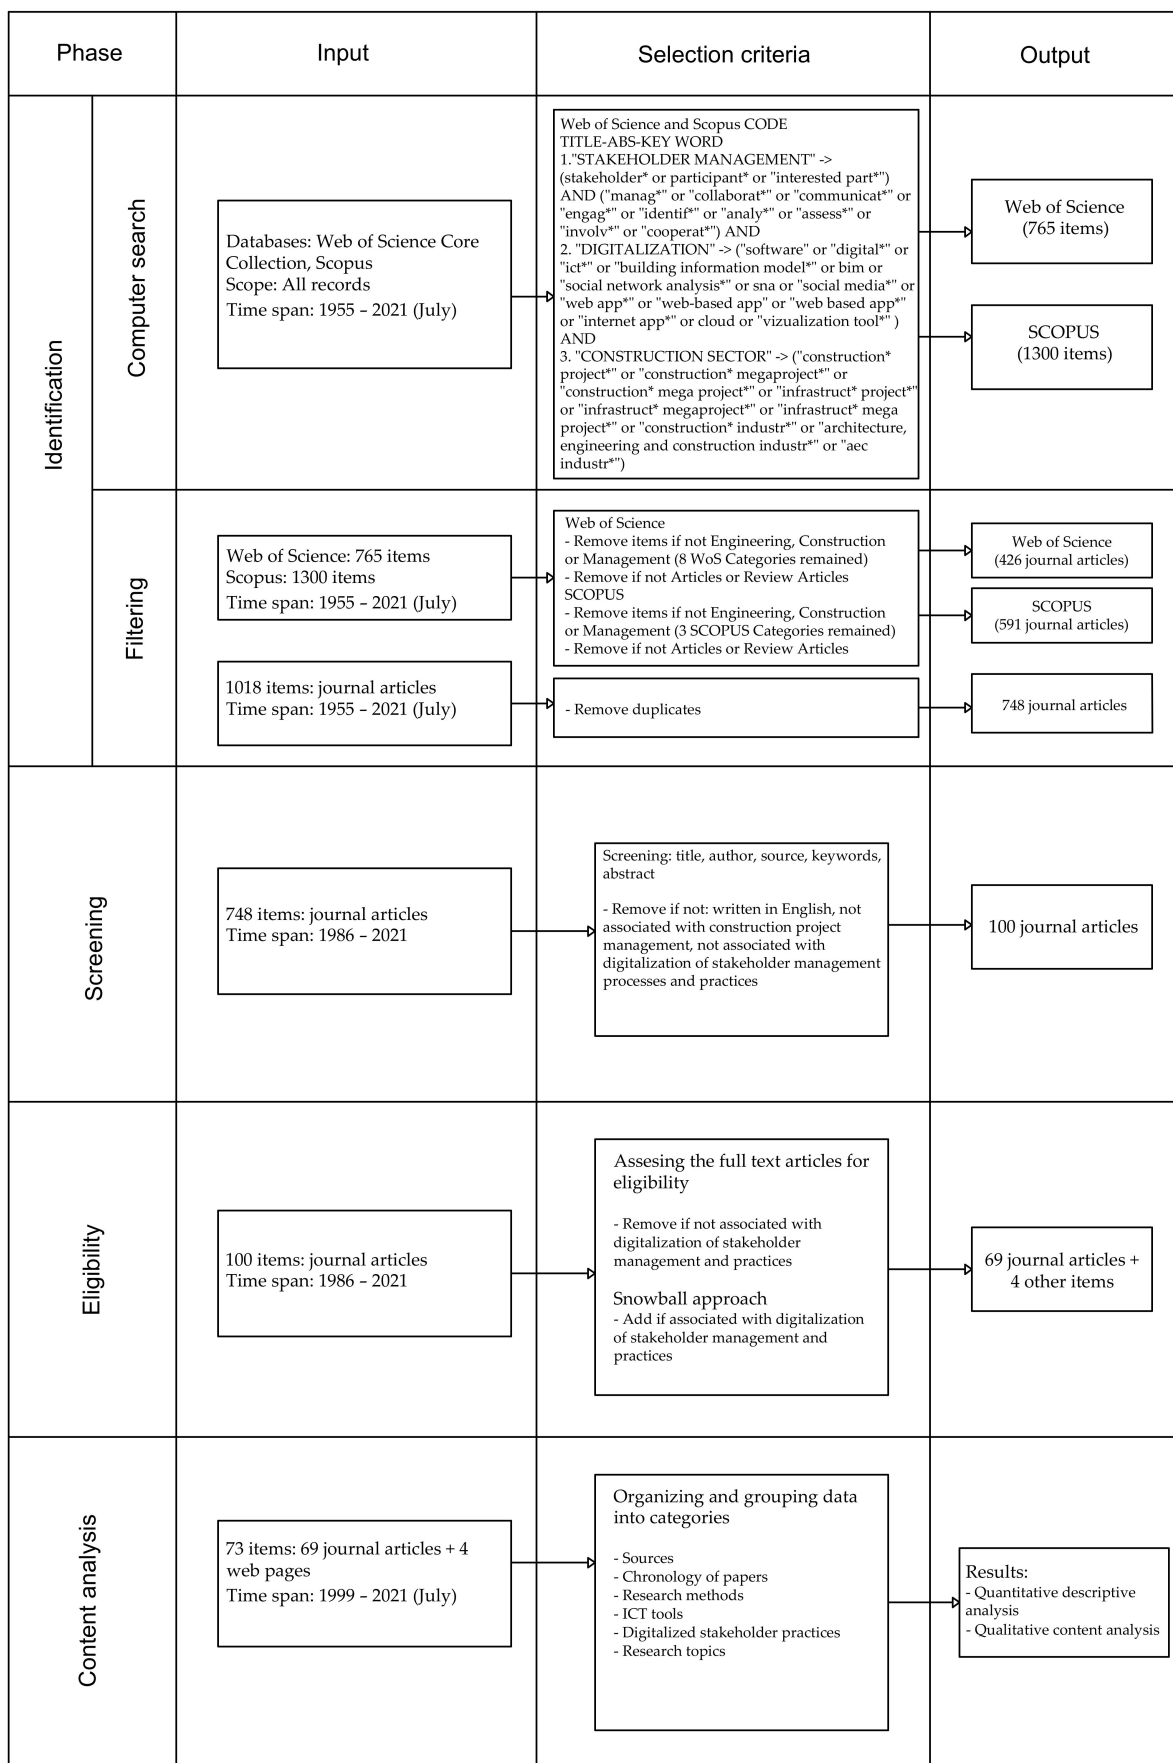 Phase
Input
Selection criteria
Output
Identification
Computer search
Databases: Web of Science Core
Collection, Scopus
Scope: All records
Time span: 1955 – 2021 (July)
Web of Science and Scopus CODE
TITLE-ABS-KEY WORD
1."STAKEHOLDER MANAGEMENT" ->
(stakeholder* or participant* or "interested part*")
AND ("manag*" or "collaborat*" or "communicat*" or
"engag*" or "identif*" or "analy*" or "assess*" or
"involv*" or "cooperat*") AND
2. "DIGITALIZATION" -> ("software" or "digital*" or
"ict*" or "building information model*" or bim or
"social network analysis*" or sna or "social media*" or
"web app*" or "web-based app" or "web based app*"
or "internet app*" or cloud or "vizualization tool*" )
AND
3. "CONSTRUCTION SECTOR" -> ("construction*
project*" or "construction* megaproject*" or
"construction* mega project*" or "infrastruct* project*"
or "infrastruct* megaproject*" or "infrastruct* mega
project*" or "construction* industr*" or "architecture,
engineering and construction industr*" or "aec
industr*")
Web of Science
(765 items)
SCOPUS
(1300 items)
Filtering
Web of Science: 765 items
Scopus: 1300 items
Time span: 1955 – 2021 (July)
Web of Science
- Remove items if not Engineering, Construction
or Management (8 WoS Categories remained)
- Remove if not Articles or Review Articles
SCOPUS
- Remove items if not Engineering, Construction
or Management (3 SCOPUS Categories remained)
- Remove if not Articles or Review Articles
Web of Science
(426 journal articles)
SCOPUS
(591 journal articles)
1018 items: journal articles
Time span: 1955 – 2021 (July)
- Remove duplicates
748 journal articles
Screening
748 items: journal articles
Time span: 1986 – 2021
Screening: title, author, source, keywords,
abstract
- Remove if not: written in English, not
associated with construction project
management, not associated with
digitalization of stakeholder management
processes and practices
100 journal articles
Eligibility
100 items: journal articles
Time span: 1986 – 2021
Assesing the full text articles for
eligibility
- Remove if not associated with
digitalization of stakeholder
management and practices
Snowball approach
- Add if associated with digitalization
of stakeholder management and
practices
69 journal articles +
4 other items
Content analysis
73 items: 69 journal articles + 4
web pages
Time span: 1999 – 2021 (July)
Organizing and grouping data
into categories
- Sources
- Chronology of papers
- Research methods
- ICT tools
- Digitalized stakeholder practices
- Research topics
Results:
- Quantitative descriptive
analysis
- Qualitative content analysis